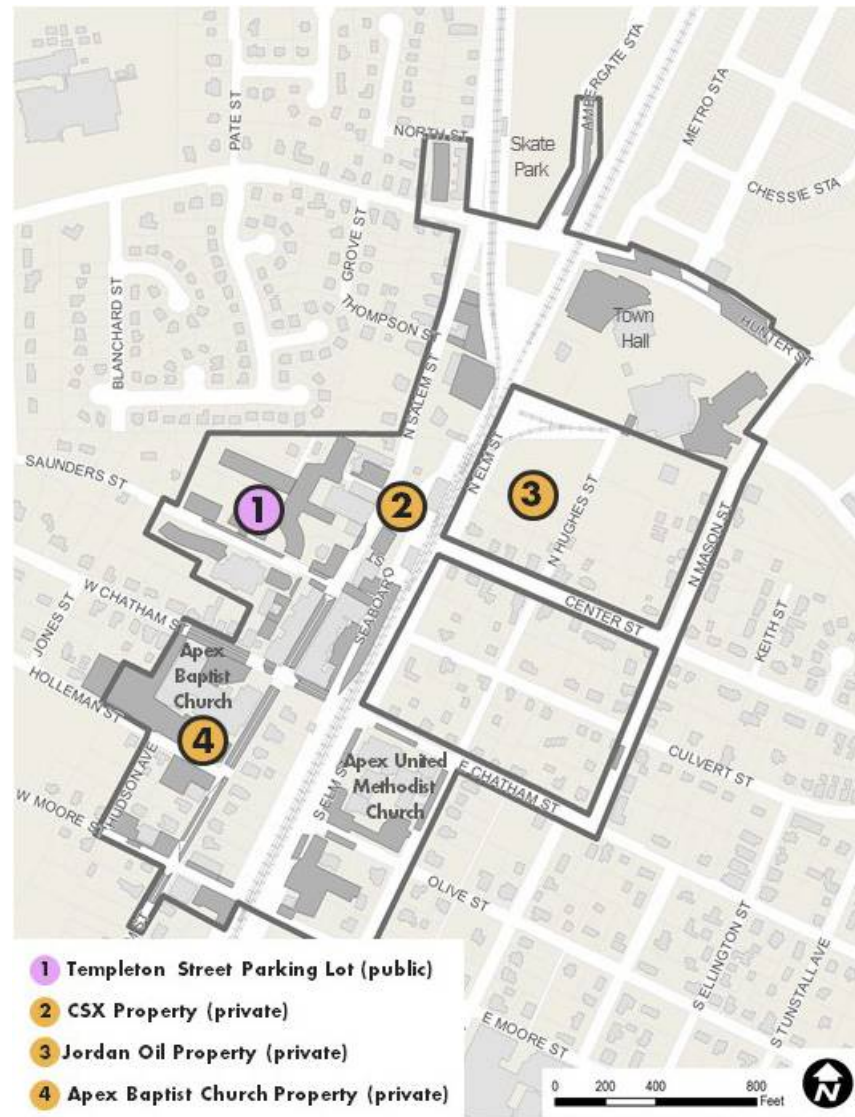 AMBERGATE STA
METRO STA
PATE ST
NORTH ST
Skate
Park
CHESSIE STA
GROVE ST
BLANCHARD ST
THOMPSON ST
Town
Hall
HUNTER ST
N SALEM ST
SAUNDERS ST
N ELM ST
1
2
3
N HUGHES ST
N MASON ST
SEABOARD ST
W CHATHAM ST
JONES ST
CENTER ST
KEITH ST
Apex
Baptist
Church
HOLLEMAN ST
4
CULVERT ST
Apex United
Methodist
Church
S ELM ST
E CHATHAM ST
HUDSON AVE
W MOORE ST
OLIVE ST
S ELLINGTON ST
S TUNSTALL AVE
E MOORE ST
1 Templeton Street Parking Lot (public)
2 CSX Property (private)
3 Jordan Oil Property (private)
4 Apex Baptist Church Property (private)
0 200 400 800
Feet
N